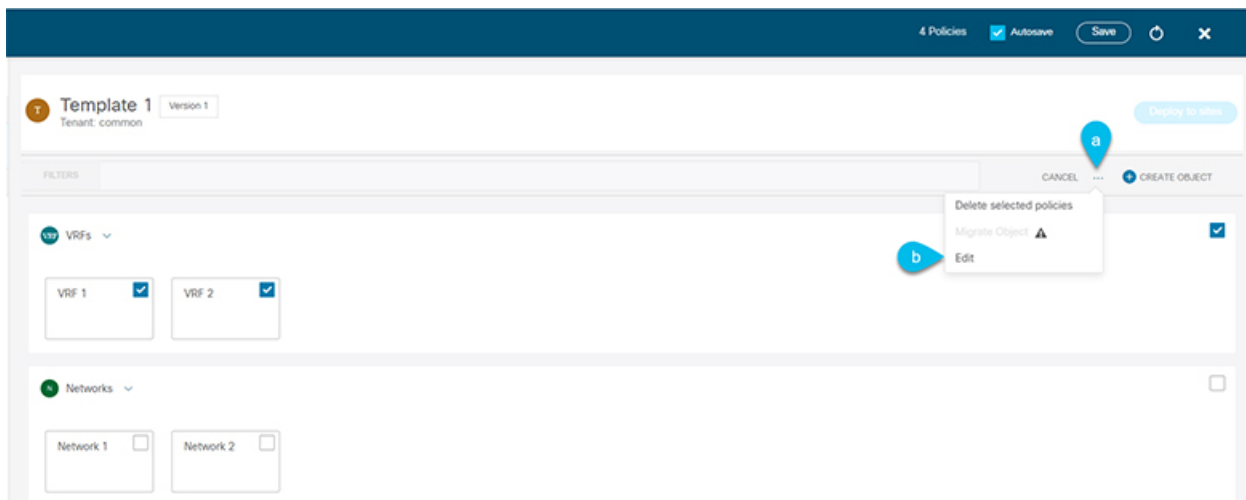 4 Policies Autosave Save
T Template 1 Version 1
Tenant: common
Deploy to sites
a
FILTERS CANCEL ... CREATE OBJECT
Delete selected policies
VRF VRFs
Migrate Object
b Edit
VRF 1 VRF 2
N Networks
Network 1 Network 2